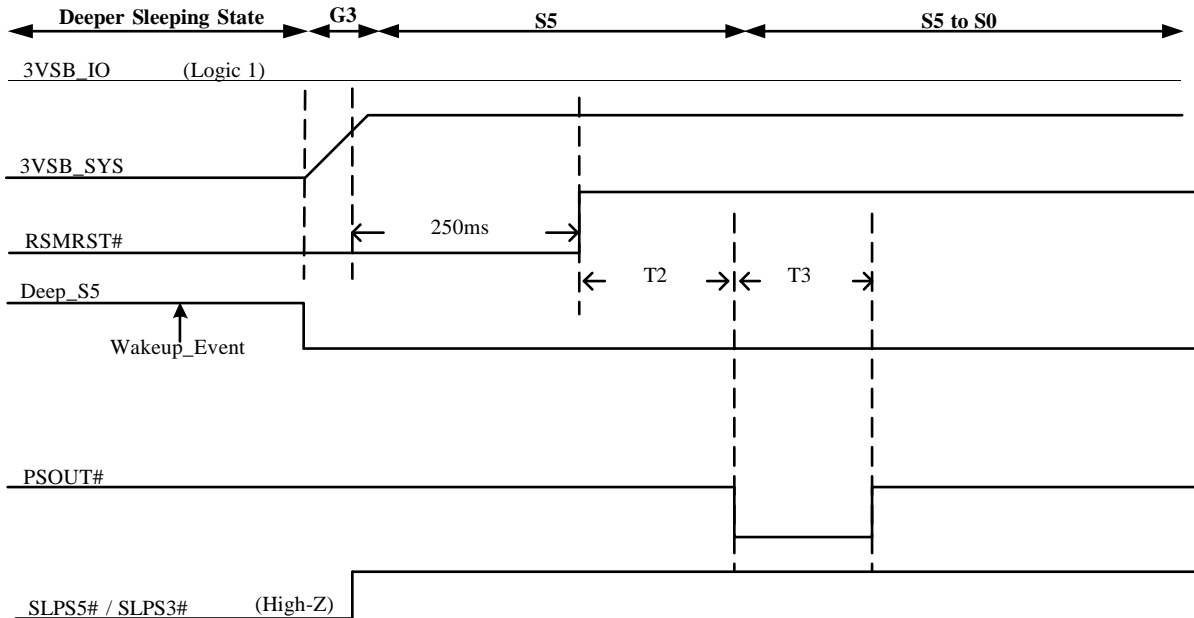 Deeper Sleeping State G3 S5 S5 to S0
3VSB_IO (Logic 1)
3VSB_SYS
250ms
RSMRST#
T2 T3
Deep_S5
Wakeup_Event
PSOUT#
SLPS5# / SLPS3# (High-Z)